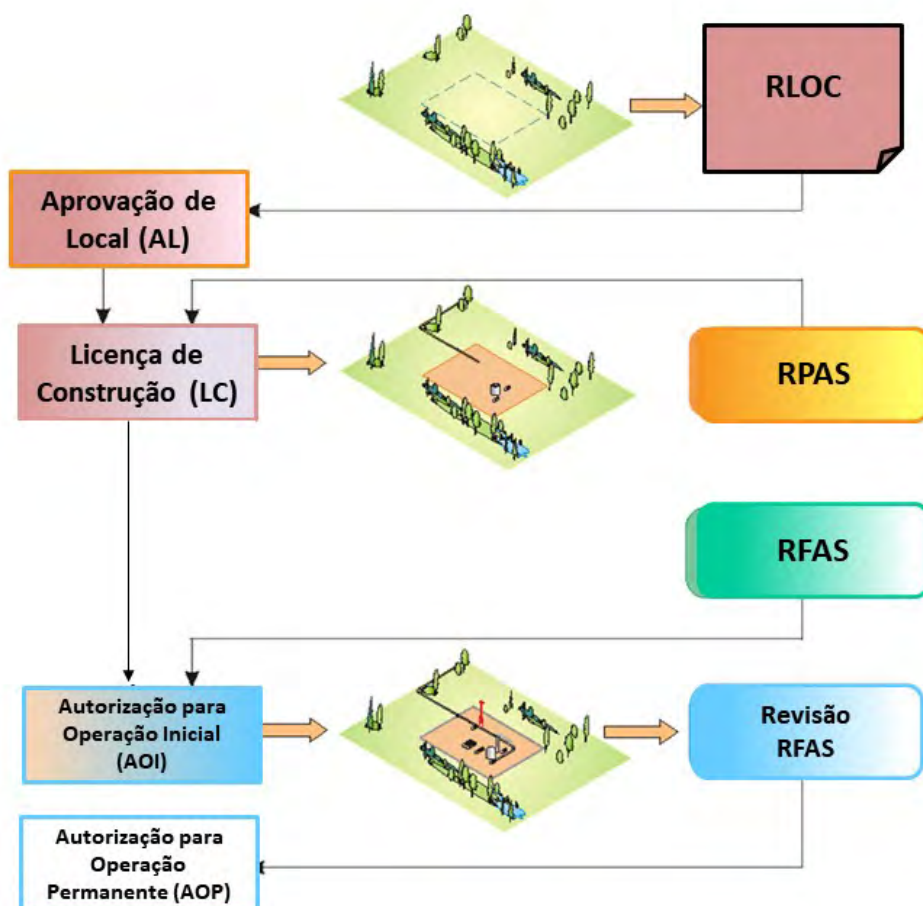 RLOC
Aprovação de
Local (AL)
Licença de
Construção (LC)
RPAS
RFAS
Autorização para
Operação Inicial
(AOI)
Revisão
RFAS
Autorização para
Operação
Permanente (AOP)